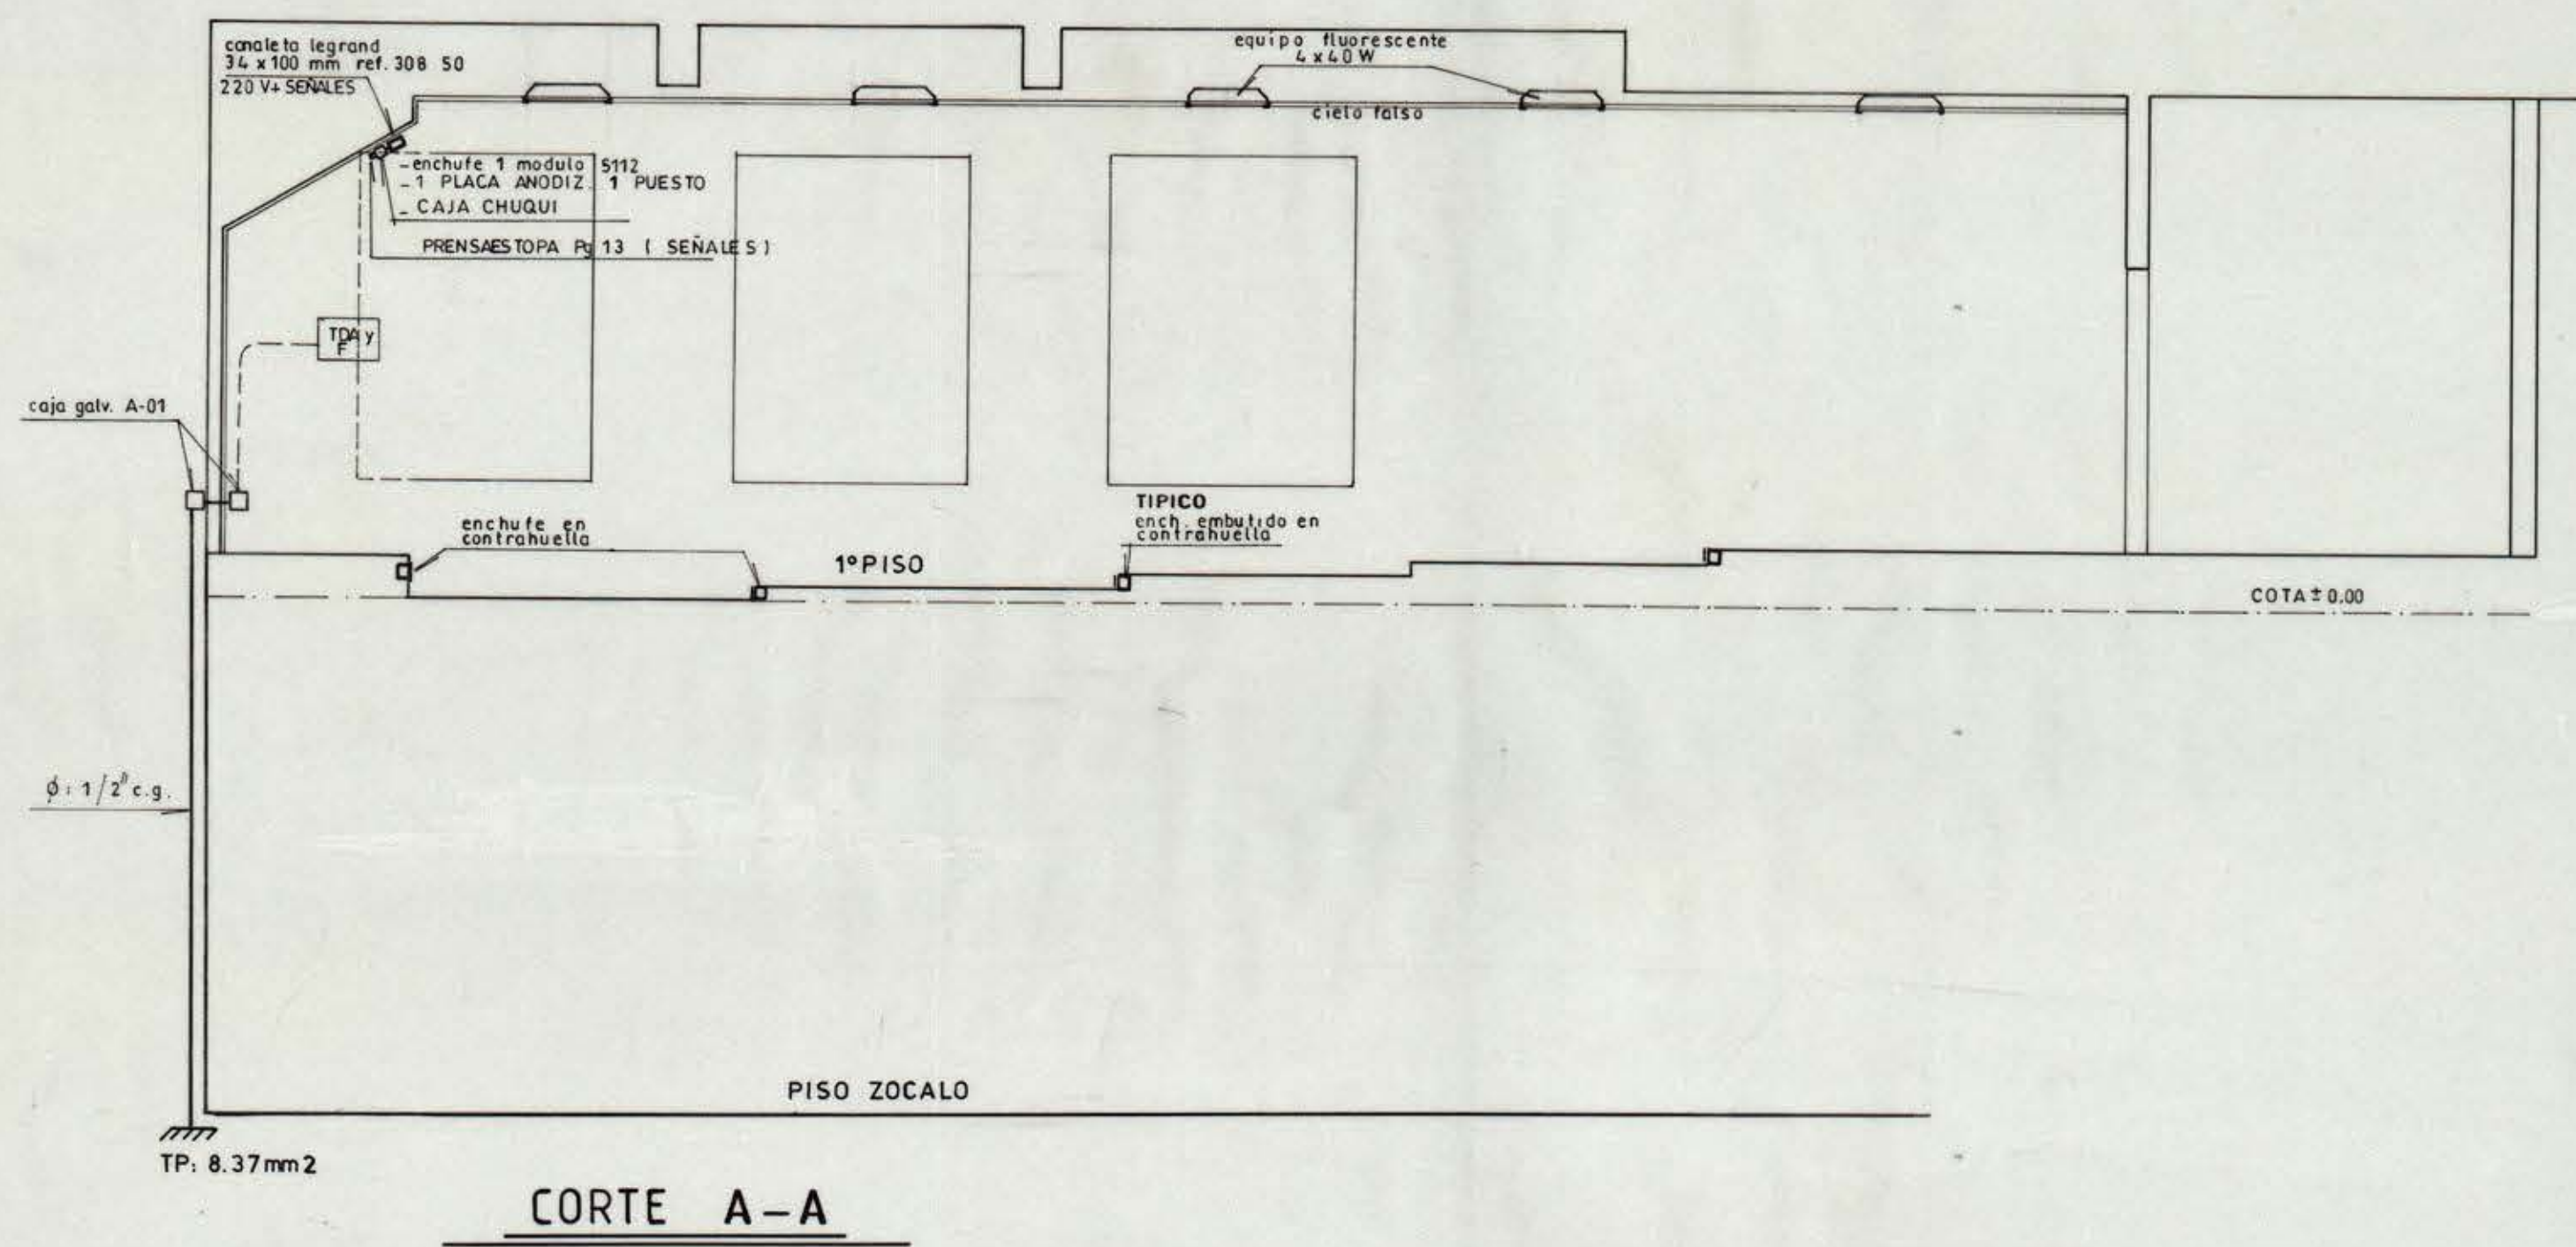 canaleta legrand
34 x 100 mm ref. 308 50
220 V+ SEÑALES
equipo fluorescente
4 x 40 W
cielo falso
-enchufe 1 modulo 5112
-1 PLACA ANODIZ. 1 PUESTO
- CAJA CHUQUI
PRENSAESTOPA Pg 13 ( SEÑALES )
TDA y
F
caja galv. A-01
TIPICO
ench. embutido en
contrahuella
enchufe en
contrahuella
1º PISO
COTA ± 0.00
ϕ: 1/2" c.g.
PISO ZOCALO
TP: 8.37mm2
CORTE A-A